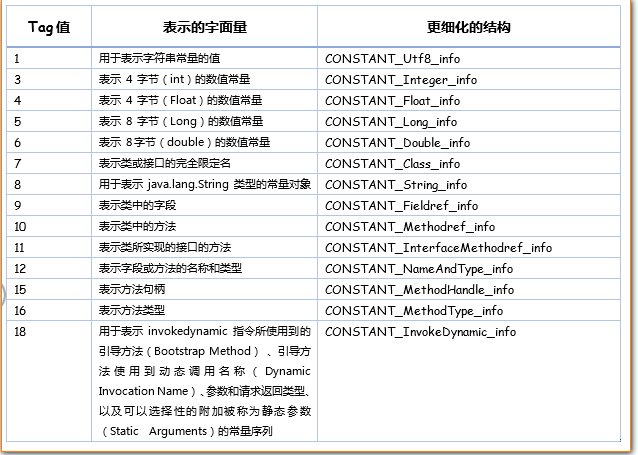 Tag值 表示的字面量 更细化的结构
1 用于表示字符串常量的值 CONSTANT_Utf8_info
3 表示 4 字节（int）的数值常量 CONSTANT_Integer_info
4 表示 4 字节（Float）的数值常量 CONSTANT_Float_info
5 表示 8 字节（Long）的数值常量 CONSTANT_Long_info
6 表示 8字节（double）的数值常量 CONSTANT_Double_info
7 表示类或接口的完全限定名 CONSTANT_Class_info
8 用于表示 java.lang.String 类型的常量对象 CONSTANT_String_info
9 表示类中的字段 CONSTANT_Fieldref_info
10 表示类中的方法 CONSTANT_Methodref_info
11 表示类所实现的接口的方法 CONSTANT_InterfaceMethodref_info
12 表示字段或方法的名称和类型 CONSTANT_NameAndType_info
15 表示方法句柄 CONSTANT_MethodHandle_info
16 表示方法类型 CONSTANT_MethodType_info
18 用于表示 invokedynamic 指令所使用到的 CONSTANT_InvokeDynamic_info
引导方法（Bootstrap Method）、引导方
法使用到动态调用名称（Dynamic
Invocation Name）、参数和请求返回类型、
以及可以选择性的附加被称为静态参数
（Static Arguments）的常量序列